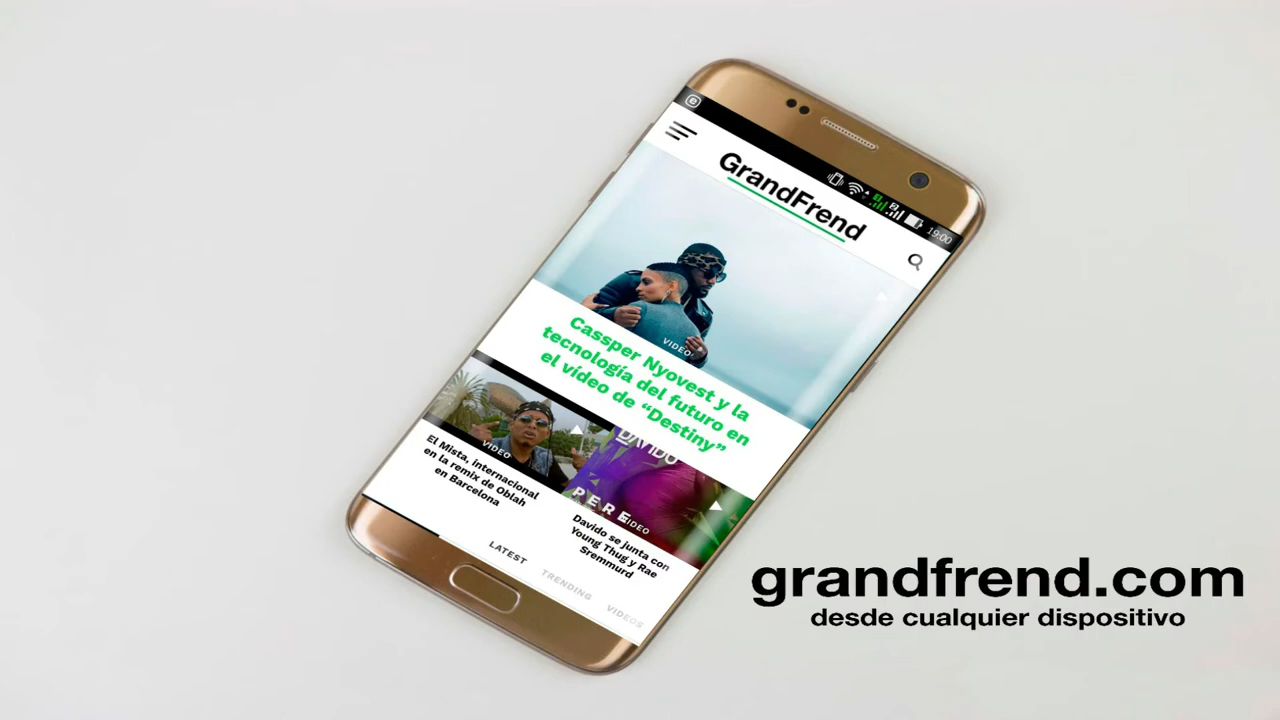 19:00
GrandFrend
VIDEO
Cassper Nyovest y la
tecnología del futuro en
el vídeo de “Destiny”
VIDEO
El Mista, internacional
en la remix de Oblah
en Barcelona
DAVIDO
PERE
VIDEO
Davido se junta con
Young Thug y Rae
Sremmurd
LATEST
TRENDING
VIDEOS
grandfrend.com
desde cualquier dispositivo